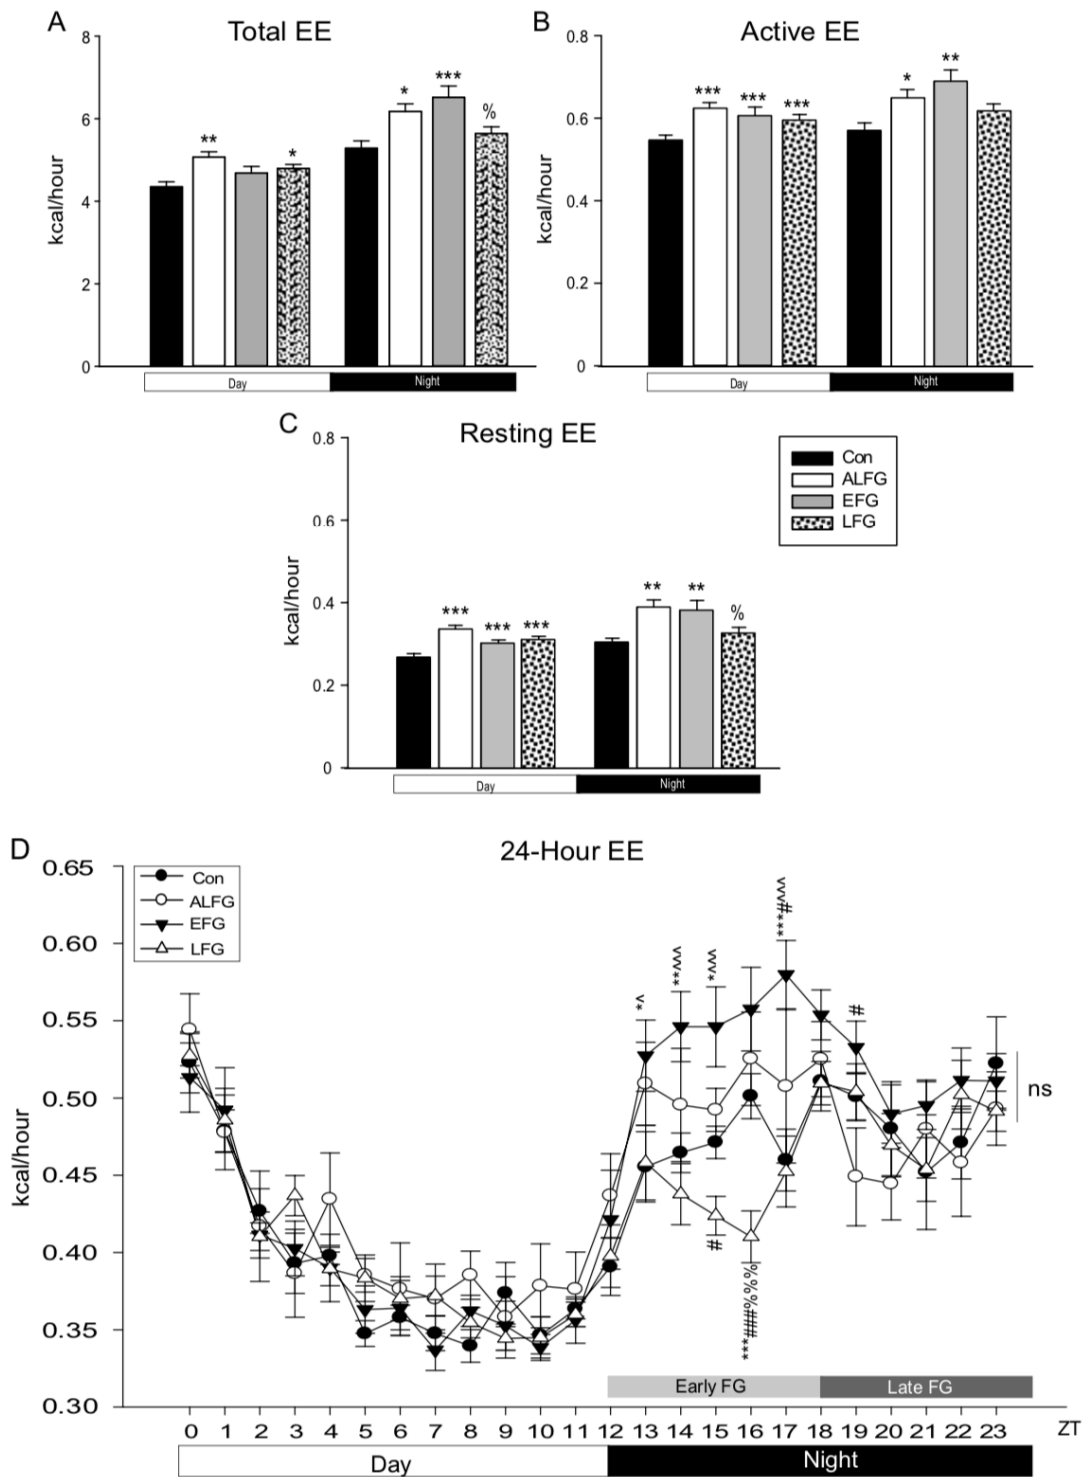 A
Total EE
kcal/hour
8
6
4
2
0
**
*
*
***
%
Day
Night
B
Active EE
kcal/hour
0.8
0.6
0.4
0.2
0
***
***
***
*
**
Day
Night
C
Resting EE
kcal/hour
0.8
0.6
0.4
0.2
0
***
***
***
**
**
%
Day
Night
Con
ALFG
EFG
LFG
D
24-Hour EE
kcal/hour
0.65
0.60
0.55
0.50
0.45
0.40
0.35
0.30
Con
ALFG
EFG
LFG
*v
**vvv
*vvv
***vvv#
#
#
***###%%%
ns
Early FG
Late FG
0 1 2 3 4 5 6 7 8 9 10 11 12 13 14 15 16 17 18 19 20 21 22 23 ZT
Day
Night